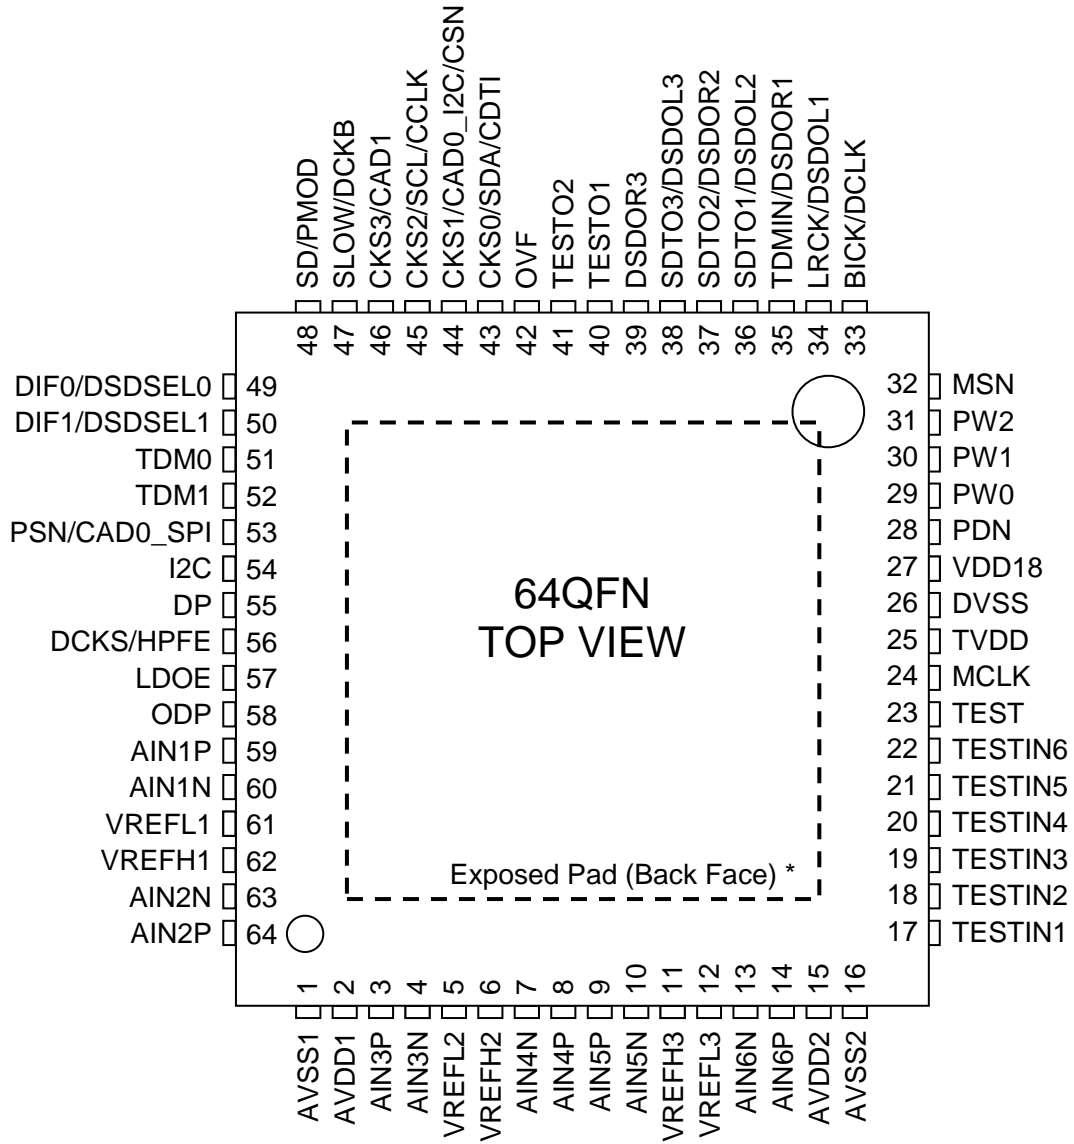 SD/PMOD
SLOW/DCKB
CKS3/CAD1
CKS2/SCL/CCLK
CKS1/CAD0_I2C/CSN
CKS0/SDA/CDTI
OVF
TESTO2
TESTO1
DSDOR3
SDTO3/DSDOL3
SDTO2/DSDOR2
SDTO1/DSDOL2
TDMIN/DSDOR1
LRCK/DSDOL1
BICK/DCLK
48
47
46
45
44
43
42
41
40
39
38
37
36
35
34
33
DIF0/DSDSEL0 49
DIF1/DSDSEL1 50
TDM0 51
TDM1 52
PSN/CAD0_SPI 53
I2C 54
DP 55
DCKS/HPFE 56
LDOE 57
ODP 58
AIN1P 59
AIN1N 60
VREFL1 61
VREFH1 62
AIN2N 63
AIN2P 64
64QFN
TOP VIEW
Exposed Pad (Back Face) *
32 MSN
31 PW2
30 PW1
29 PW0
28 PDN
27 VDD18
26 DVSS
25 TVDD
24 MCLK
23 TEST
22 TESTIN6
21 TESTIN5
20 TESTIN4
19 TESTIN3
18 TESTIN2
17 TESTIN1
1
2
3
4
5
6
7
8
9
10
11
12
13
14
15
16
AVSS1
AVDD1
AIN3P
AIN3N
VREFL2
VREFH2
AIN4N
AIN4P
AIN5P
AIN5N
VREFH3
VREFL3
AIN6N
AIN6P
AVDD2
AVSS2